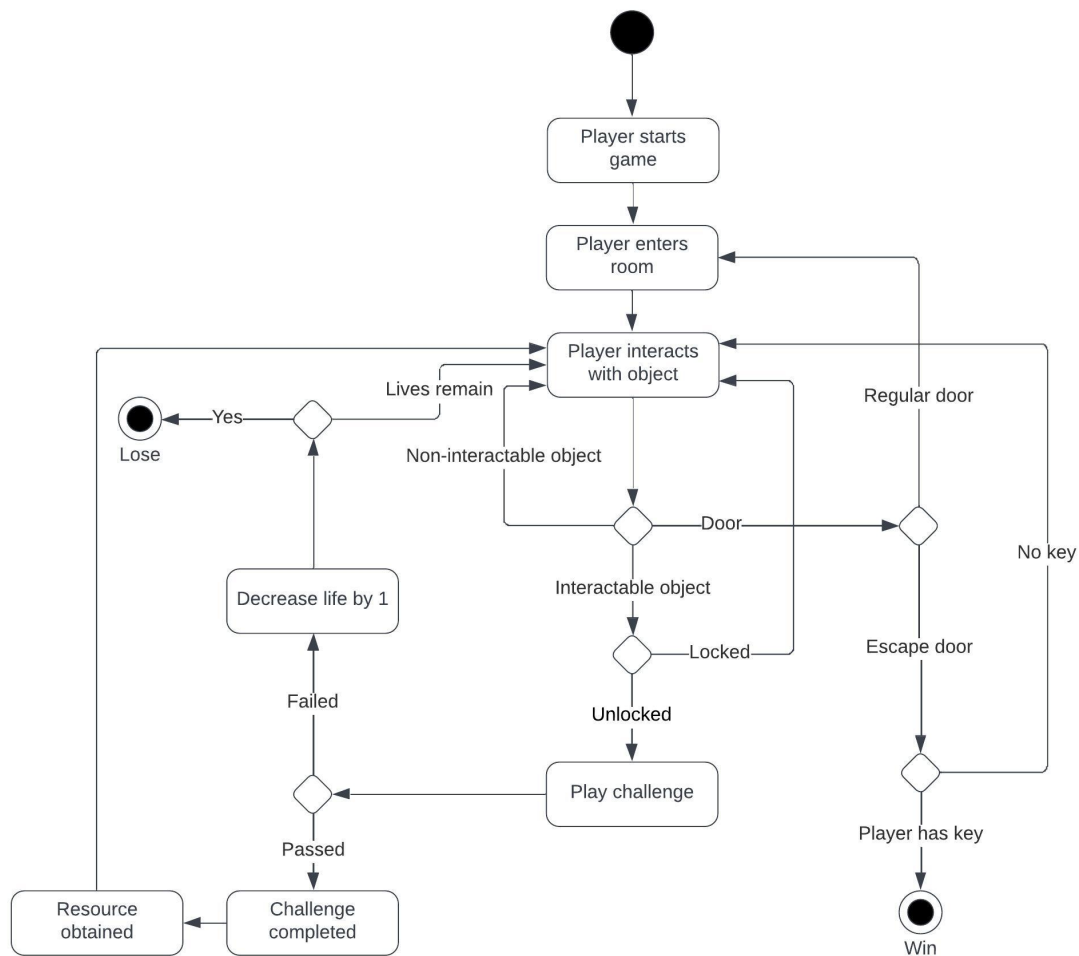 Player starts
game
Player enters
room
Player interacts
with object
Lives remain
Regular door
Yes
Lose
Non-interactable object
Door
No key
Interactable object
Decrease life by 1
Escape door
Locked
Failed
Unlocked
Play challenge
Player has key
Passed
Resource
obtained
Challenge
completed
Win